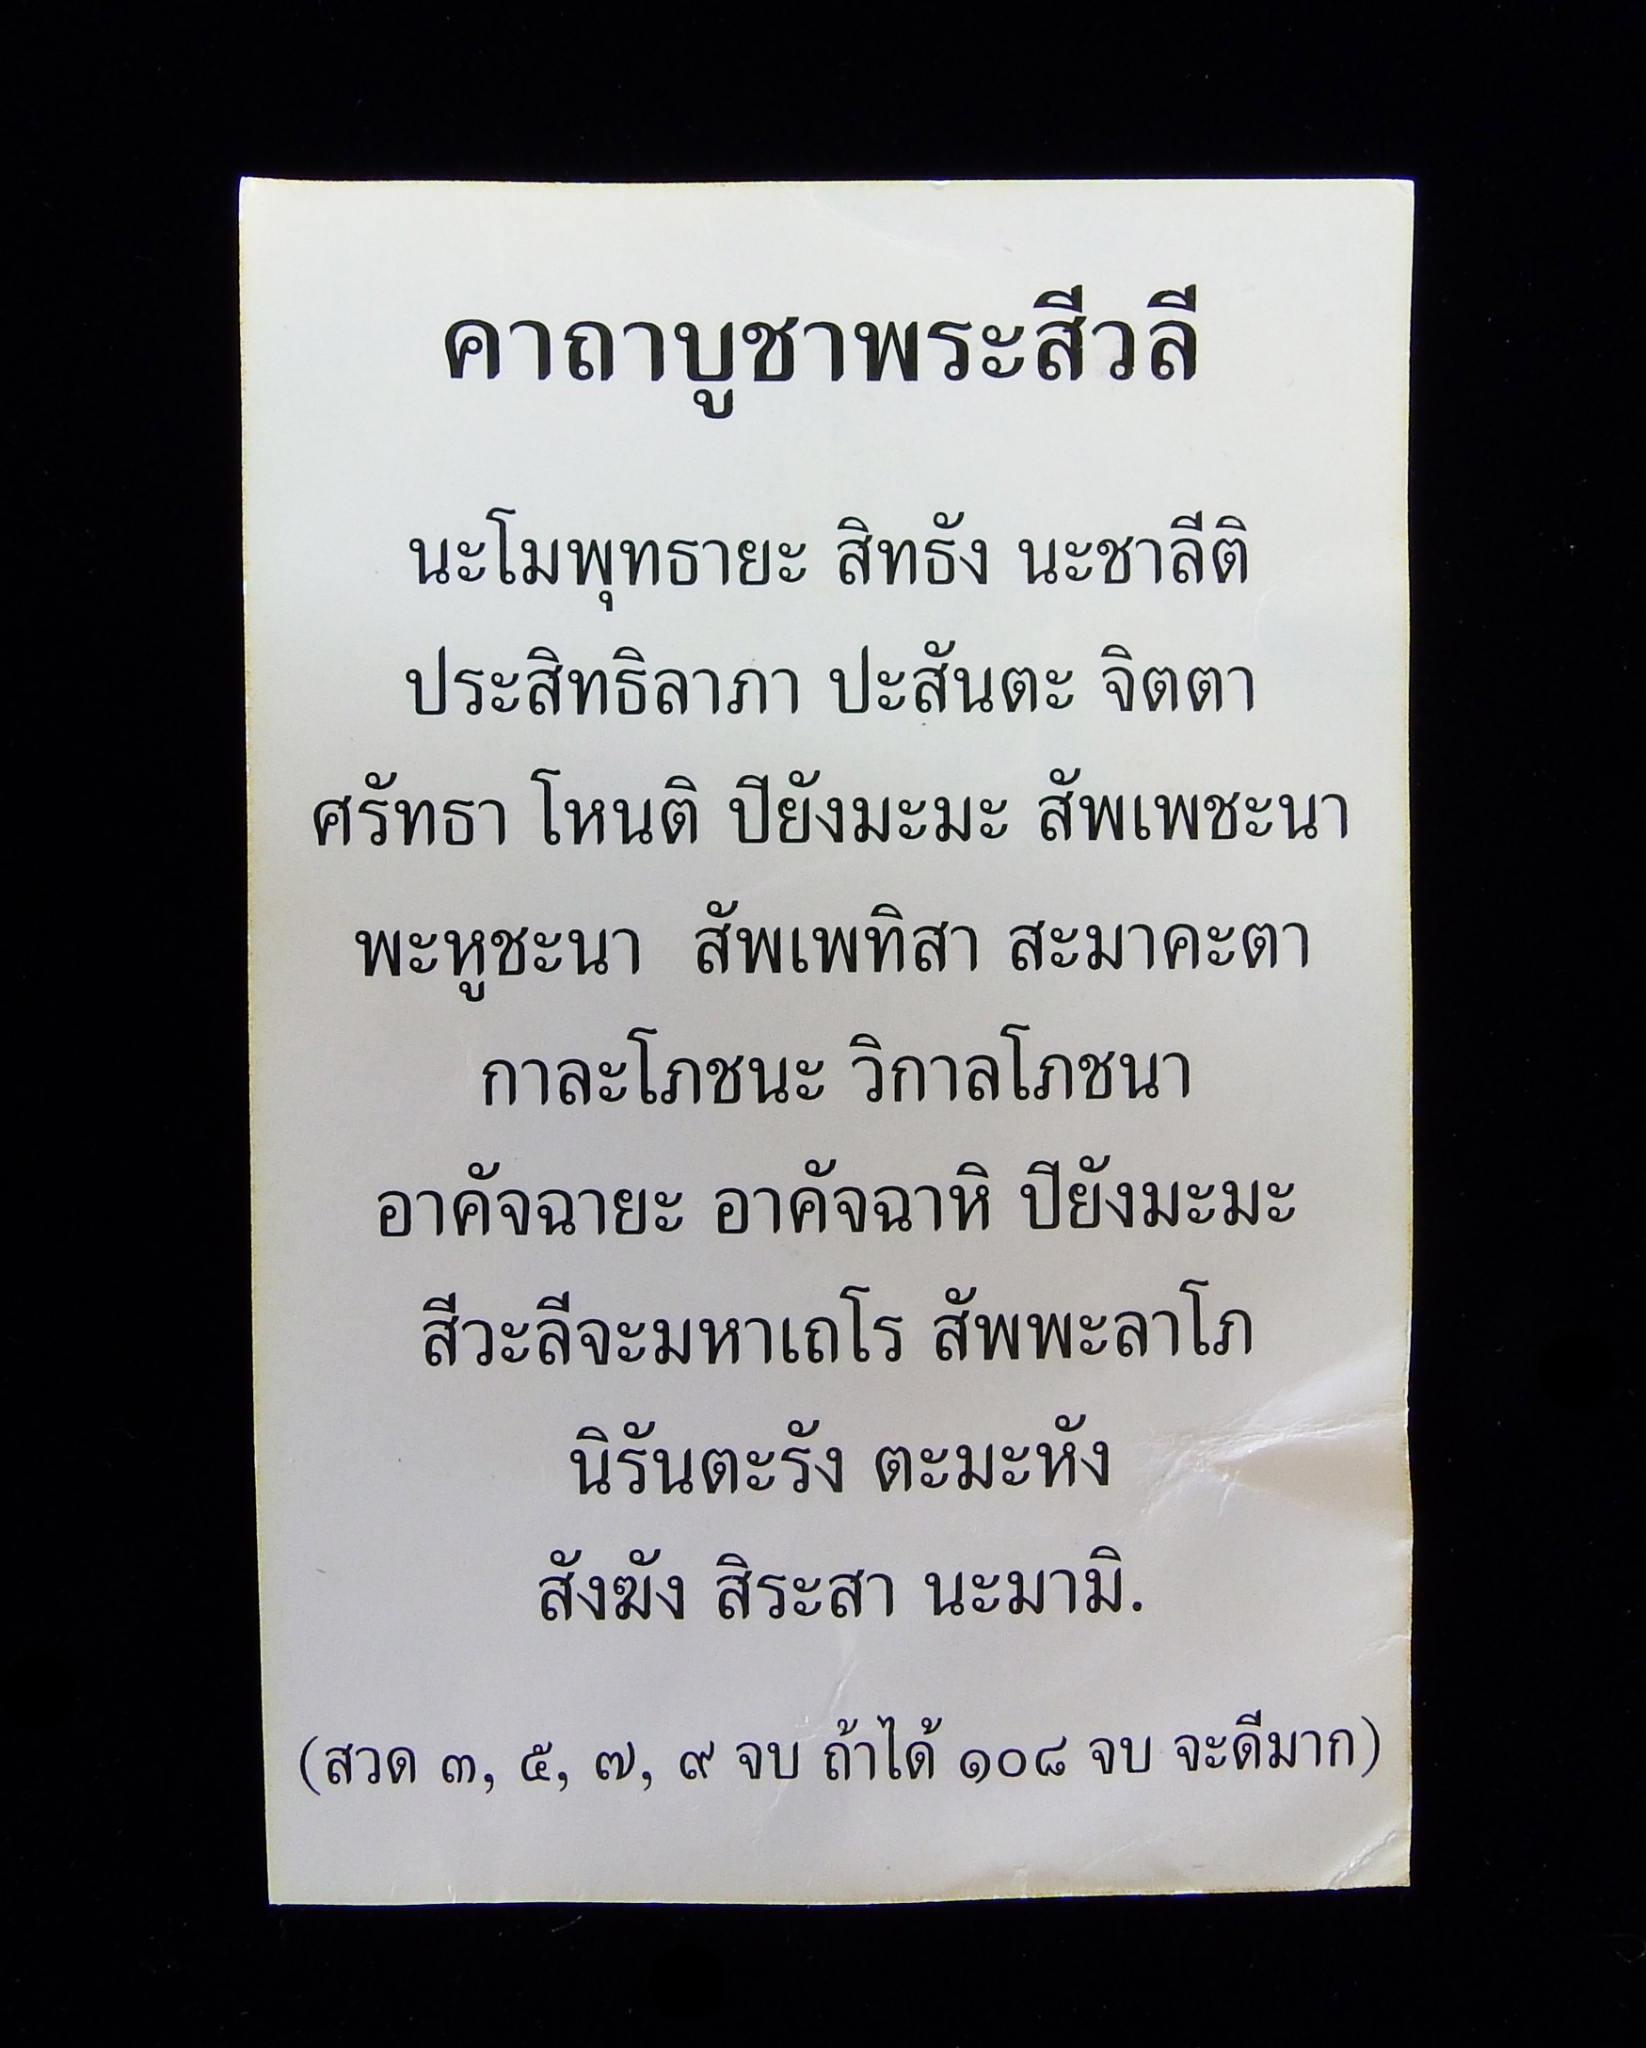 คาถาบูชาพระสีวลี
นะโมพุทธายะ สิทธัง นะชาลีติ
ประสิทธิลาภา ปะสันตะ จิตตา
ศรัทธา โหนติ ปิยังมะมะ สัพเพชะนา
พะหูชะนา สัพเพทิสา สะมาคะตา
กาละโภชนะ วิกาลโภชนา
อาคัจฉายะ อาคัจฉาหิ ปิยังมะมะ
สีวะลีจะมหาเถโร สัพพะลาโภ
นิรันตะรัง ตะมะหัง
สังฆัง สิระสา นะมามิ.
(สวด ๓, ๕, ๗, ๙ จบ ถ้าได้ ๑๐๘ จบ จะดีมาก)